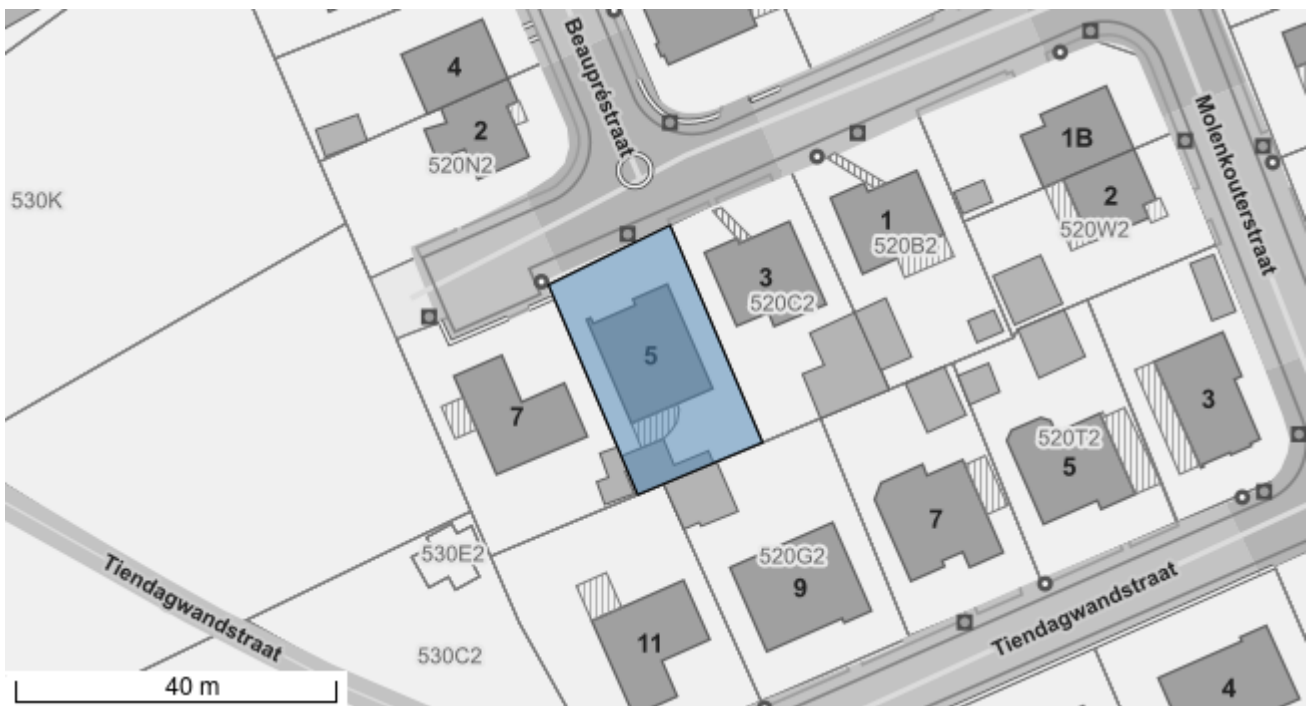 Beaupréstraat
4
2
520N2
530K
1B
Molenkouterstraat
2
520W2
1
520B2
3
520C2
5
7
3
520T2
5
7
530E2
520G2
9
Tiendagwandstraat
Tiendagwandstraat
11
530C2
40 m
4